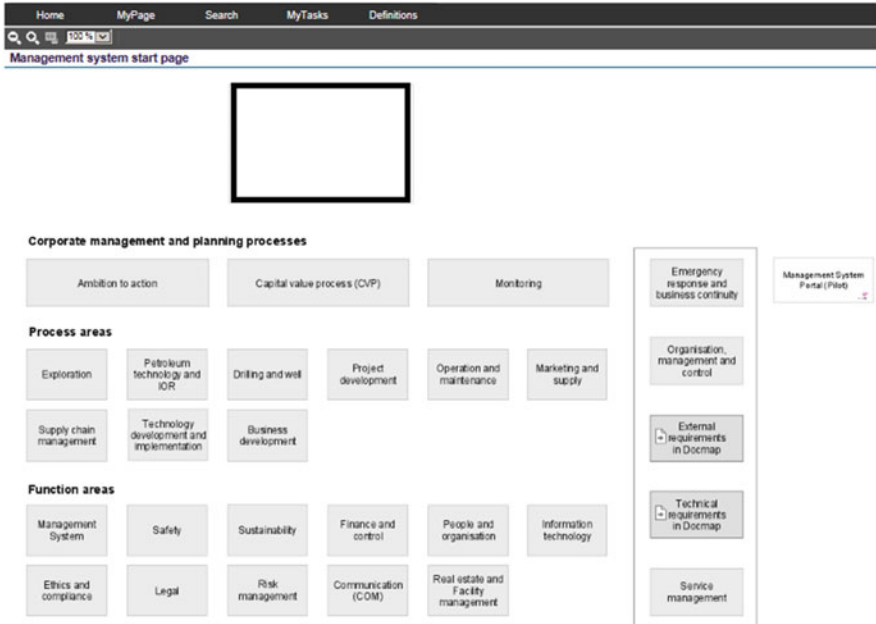 Home MyPage Search MyTasks Definitions
100 %
Management system start page
Corporate management and planning processes
Ambition to action
Capital value process (CVP)
Monitoring
Process areas
Exploration
Petroleum
technology and
IOR
Drilling and well
Project
development
Operation and
maintenance
Marketing and
supply
Supply chain
management
Technology
development and
implementation
Business
development
Function areas
Management
System
Safety
Sustainability
Finance and
control
People and
organisation
Information
technology
Ethics and
compliance
Legal
Risk
management
Communication
(COM)
Real estate and
Facility
management
Emergency
response and
business continuity
Organisation,
management and
control
External
requirements
in Docmap
Technical
requirements
in Docmap
Service
management
Management System
Portal (Pilot)